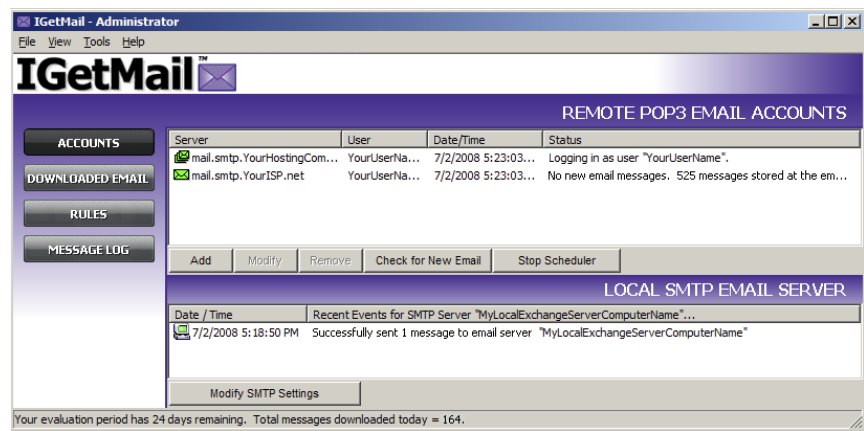 IGetMail - Administrator
File View Tools Help
IGetMail™
REMOTE POP3 EMAIL ACCOUNTS
ACCOUNTS
DOWNLOADED EMAIL
RULES
MESSAGE LOG
Server User Date/Time Status
mail.smtp.YourHostingCom... YourUserNa... 7/2/2008 5:23:03... Logging in as user "YourUserName".
mail.smtp.YourISP.net YourUserNa... 7/2/2008 5:23:03... No new email messages. 525 messages stored at the em...
Add Modify Remove Check for New Email Stop Scheduler
LOCAL SMTP EMAIL SERVER
Date / Time Recent Events for SMTP Server "MyLocalExchangeServerComputerName"...
7/2/2008 5:18:50 PM Successfully sent 1 message to email server "MyLocalExchangeServerComputerName"
Modify SMTP Settings
Your evaluation period has 24 days remaining. Total messages downloaded today = 164.